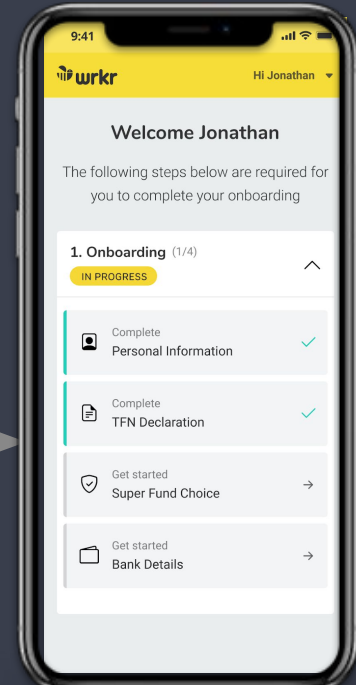 9:41
wrkr
Hi Jonathan
Welcome Jonathan
The following steps below are required for
you to complete your onboarding
1. Onboarding (1/4)
IN PROGRESS
Complete
Personal Information
Complete
TFN Declaration
Get started
Super Fund Choice
Get started
Bank Details